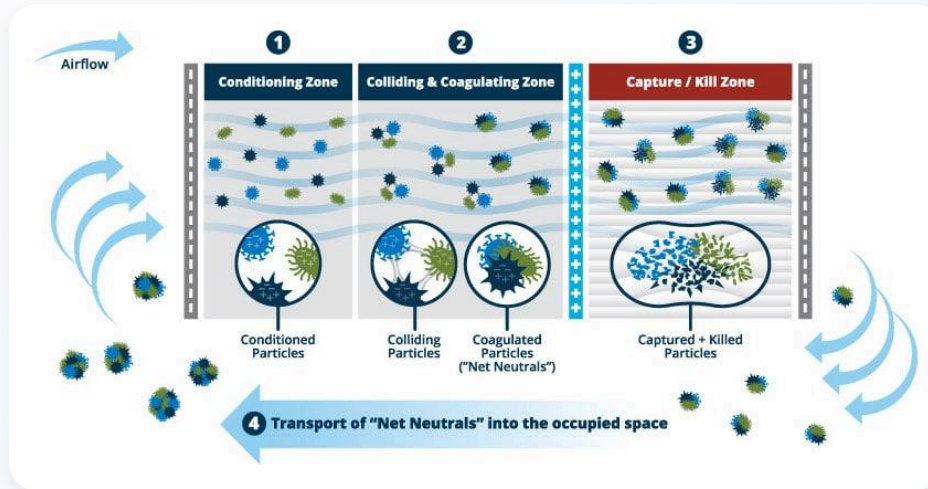 Airflow
1
Conditioning Zone
2
Colliding & Coagulating Zone
3
Capture / Kill Zone
Conditioned
Particles
Colliding
Particles
Coagulated
Particles
("Net Neutrals")
Captured + Killed
Particles
4 Transport of "Net Neutrals" into the occupied space